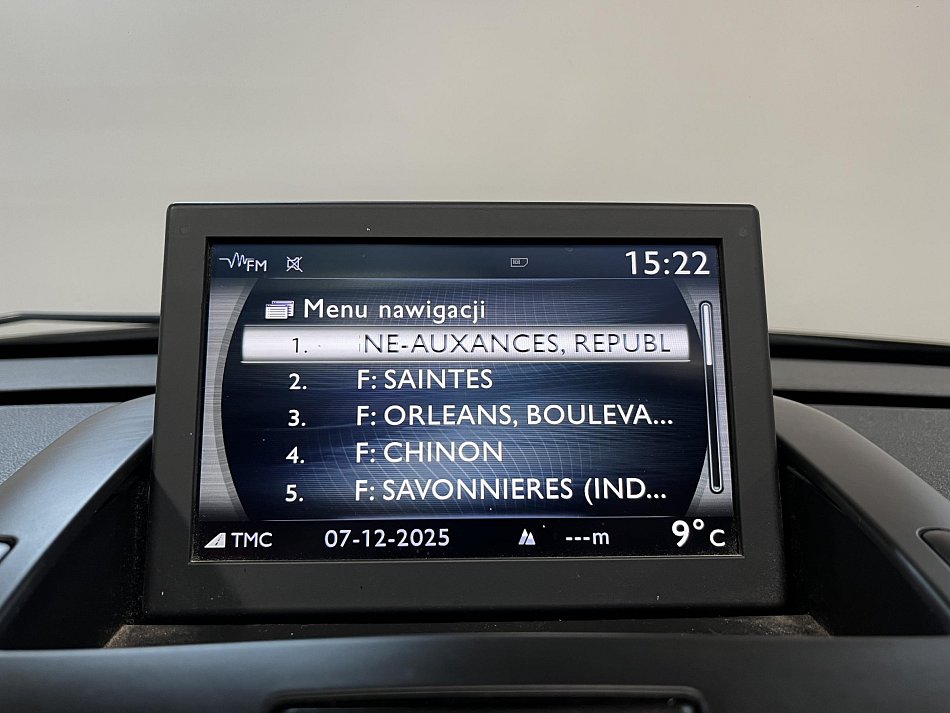 FM 15:22
Menu nawigacji
1. NE-AUXANCES, REPUBL
2. F: SAINTES
3. F: ORLEANS, BOULEVA...
4. F: CHINON
5. F: SAVONNIERES (IND...
TMC 07-12-2025 ---m 9°C